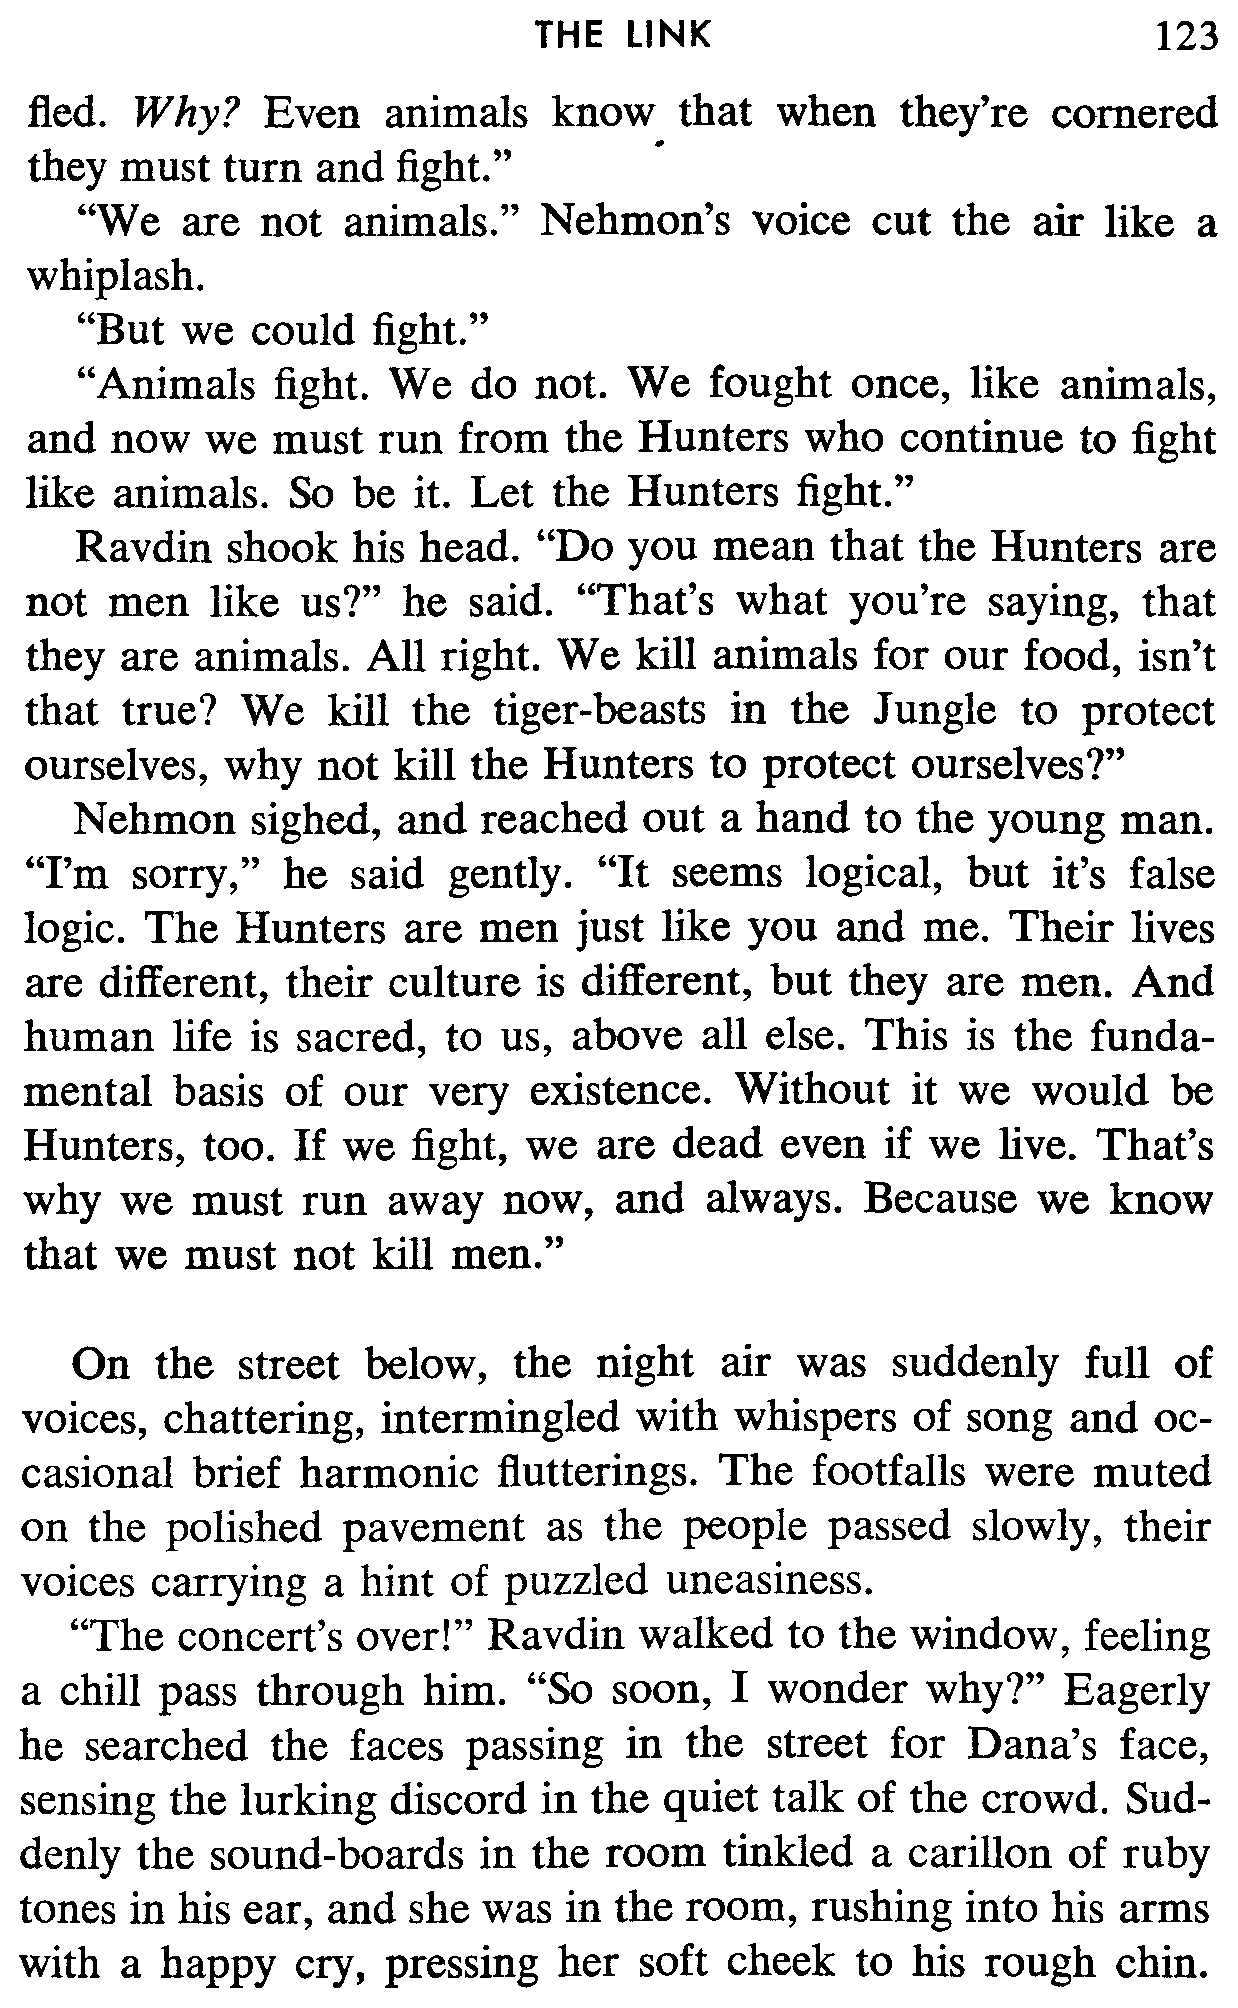 THE LINK 123
fled. Why? Even animals know that when they're cornered
they must turn and fight."
"We are not animals." Nehmon's voice cut the air like a
whiplash.
"But we could fight."
"Animals fight. We do not. We fought once, like animals,
and now we must run from the Hunters who continue to fight
like animals. So be it. Let the Hunters fight."
Ravdin shook his head. "Do you mean that the Hunters are
not men like us?" he said. "That's what you're saying, that
they are animals. All right. We kill animals for our food, isn't
that true? We kill the tiger-beasts in the Jungle to protect
ourselves, why not kill the Hunters to protect ourselves?"
Nehmon sighed, and reached out a hand to the young man.
"I'm sorry," he said gently. "It seems logical, but it's false
logic. The Hunters are men just like you and me. Their lives
are different, their culture is different, but they are men. And
human life is sacred, to us, above all else. This is the funda-
mental basis of our very existence. Without it we would be
Hunters, too. If we fight, we are dead even if we live. That's
why we must run away now, and always. Because we know
that we must not kill men."
On the street below, the night air was suddenly full of
voices, chattering, intermingled with whispers of song and oc-
casional brief harmonic flutterings. The footfalls were muted
on the polished pavement as the people passed slowly, their
voices carrying a hint of puzzled uneasiness.
"The concert's over!" Ravdin walked to the window, feeling
a chill pass through him. "So soon, I wonder why?" Eagerly
he searched the faces passing in the street for Dana's face,
sensing the lurking discord in the quiet talk of the crowd. Sud-
denly the sound-boards in the room tinkled a carillon of ruby
tones in his ear, and she was in the room, rushing into his arms
with a happy cry, pressing her soft cheek to his rough chin.